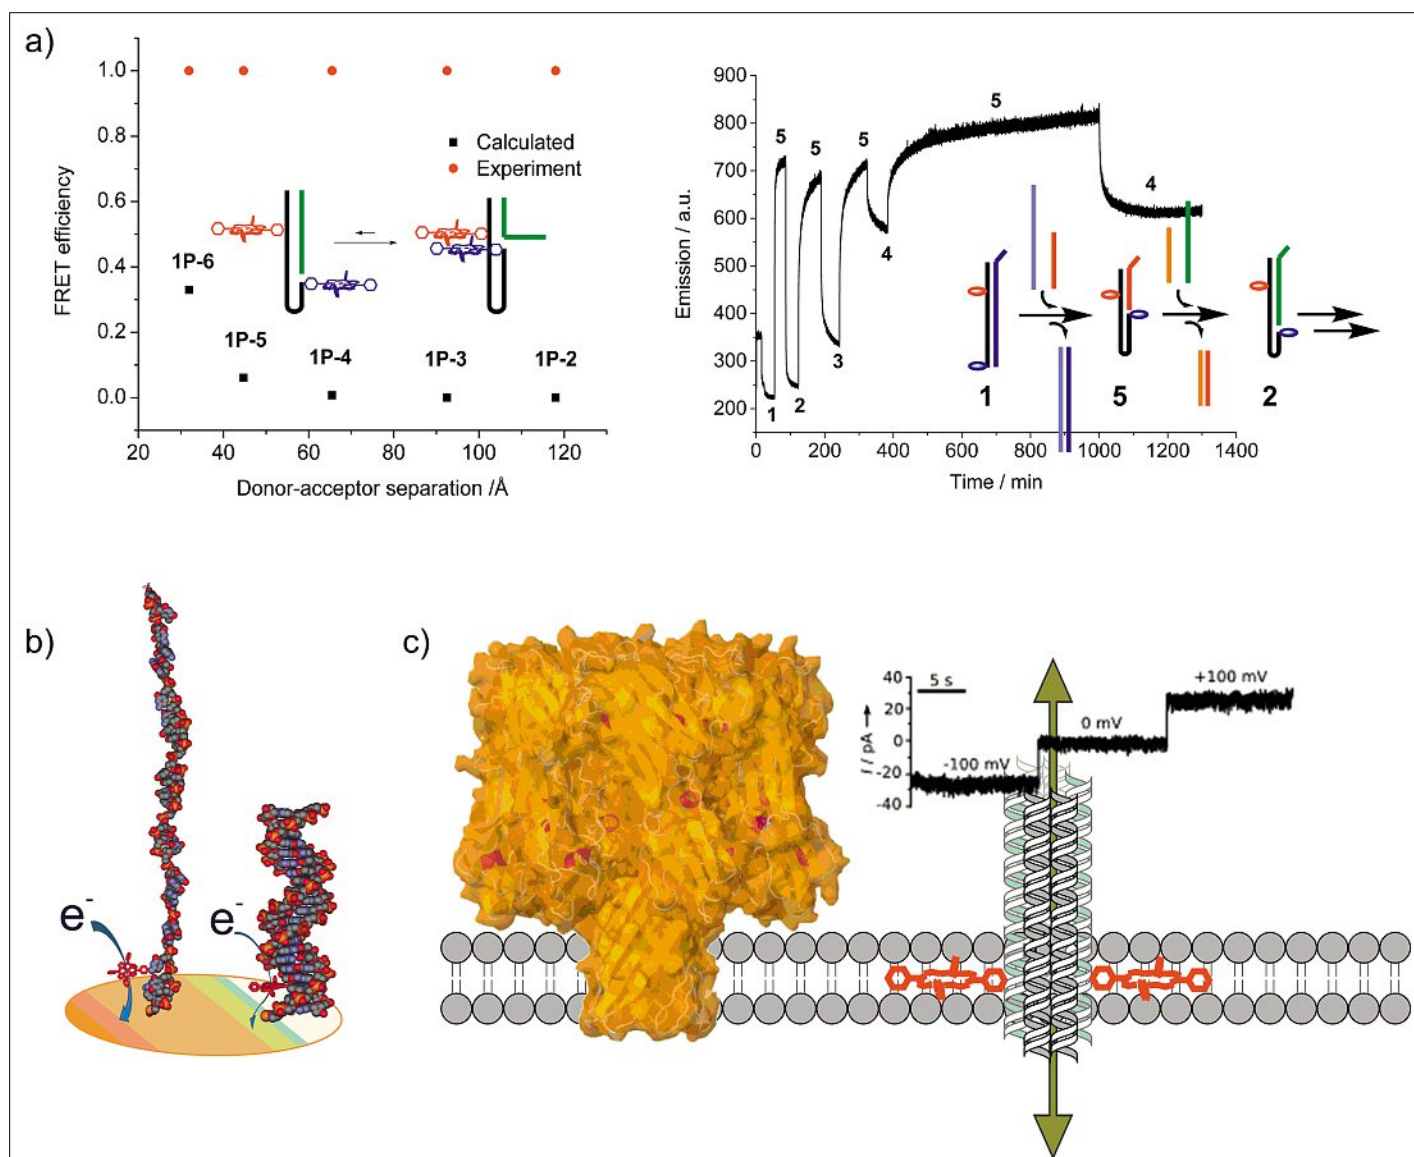 a)
FRET efficiency
1.0
0.8
0.6
0.4
0.2
0.0
Calculated
Experiment
1P-6
1P-5
1P-4
1P-3
1P-2
20
40
60
80
100
120
Donor-acceptor separation /Å
Emission / a.u.
900
800
700
600
500
400
300
200
5
5
5
5
4
4
3
1
2
1
5
2
0
200
400
600
800
1000
1200
1400
Time / min
b)
e-
e-
c)
I / pA
40
20
0
-20
-40
5 s
-100 mV
0 mV
+100 mV